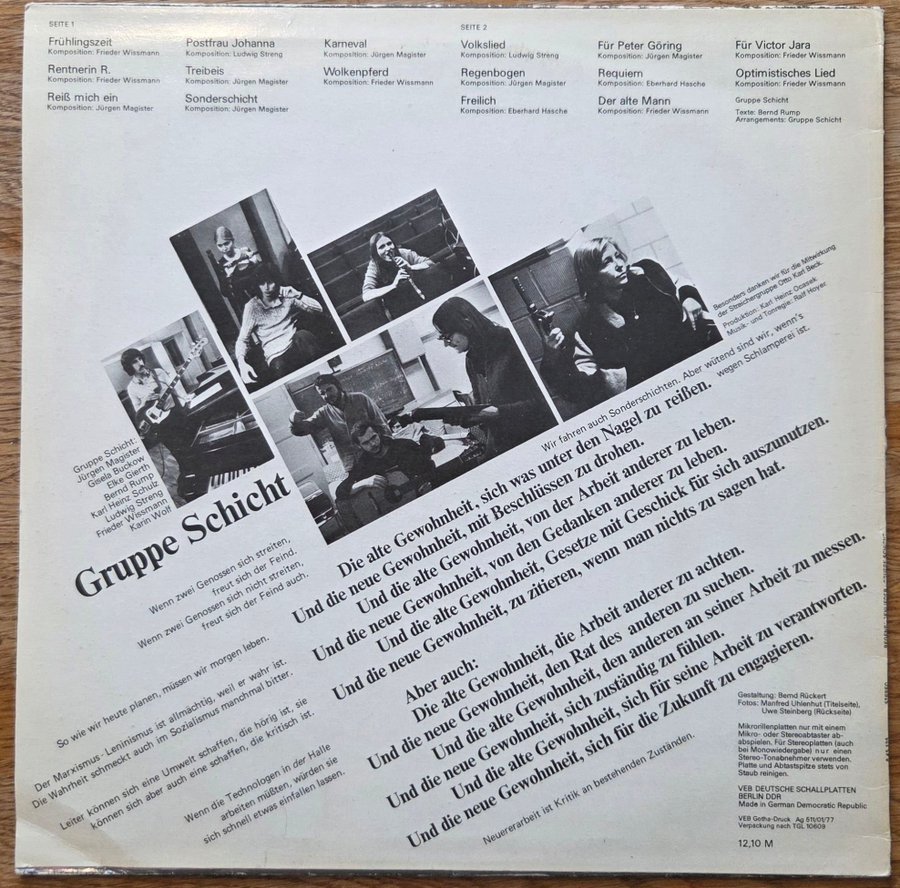 SEITE 1
Frühlingszeit
Komposition: Frieder Wissmann
Rentnerin R.
Komposition: Frieder Wissmann
Reiß mich ein
Komposition: Jürgen Magister
Postfrau Johanna
Komposition: Ludwig Streng
Treibeis
Komposition: Jürgen Magister
Sonderschicht
Komposition: Jürgen Magister
Karneval
Komposition: Jürgen Magister
Wolkenpferd
Komposition: Frieder Wissmann
SEITE 2
Volkslied
Komposition: Ludwig Streng
Regenbogen
Komposition: Jürgen Magister
Freilich
Komposition: Eberhard Hasche
Für Peter Göring
Komposition: Jürgen Magister
Requiem
Komposition: Eberhard Hasche
Der alte Mann
Komposition: Frieder Wissmann
Für Victor Jara
Komposition: Frieder Wissmann
Optimistisches Lied
Komposition: Frieder Wissmann
Gruppe Schicht
Texte: Bernd Rump
Arrangements: Gruppe Schicht
Besonders danken wir für die Mitwirkung
der Streichergruppe Otto Karl Beck.
Produktion: Karl Heinz Ocasek
Musik- und Tonregie: Ralf Hoyer
Gruppe Schicht:
Jürgen Magister
Gisela Buckow
Elke Gierth
Bernd Rump
Karl Heinz Schulz
Ludwig Streng
Frieder Wissmann
Karin Wolf
Gruppe Schicht
Wir fahren auch Sonderschichten. Aber wütend sind wir, wenn's
wegen Schlamperei ist.
Die alte Gewohnheit, sich was unter den Nagel zu reißen.
Und die neue Gewohnheit, mit Beschlüssen zu drohen.
Und die alte Gewohnheit, von der Arbeit anderer zu leben.
Und die neue Gewohnheit, von den Gedanken anderer zu leben.
Und die alte Gewohnheit, Gesetze mit Geschick für sich auszunutzen.
Und die neue Gewohnheit, zu zitieren, wenn man nichts zu sagen hat.
Aber auch:
Die alte Gewohnheit, die Arbeit anderer zu achten.
Und die neue Gewohnheit, den Rat des anderen zu suchen.
Und die alte Gewohnheit, den anderen an seiner Arbeit zu messen.
Und die neue Gewohnheit, sich zuständig zu fühlen.
Und die alte Gewohnheit, sich für seine Arbeit zu verantworten.
Und die neue Gewohnheit, sich für die Zukunft zu engagieren.
Neuererarbeit ist Kritik an bestehenden Zuständen.
Wenn zwei Genossen sich streiten,
freut sich der Feind.
Wenn zwei Genossen sich nicht streiten,
freut sich der Feind auch.
So wie wir heute planen, müssen wir morgen leben.
Der Marxismus - Leninismus ist allmächtig, weil er wahr ist.
Die Wahrheit schmeckt auch im Sozialismus manchmal bitter.
Leiter können sich eine Umwelt schaffen, die hörig ist, sie
können sich aber auch eine schaffen, die kritisch ist.
Wenn die Technologen in der Halle
arbeiten müßten, würden sie
sich schnell etwas einfallen lassen.
Gestaltung: Bernd Rückert
Fotos: Manfred Uhlenhut (Titelseite),
Uwe Steinberg (Rückseite)
Mikrorillenplatten nur mit einem
Mikro- oder Stereoabtaster ab-
abspielen. Für Stereoplatten (auch
bei Monowiedergabe) nur einen
Stereo-Tonabnehmer verwenden.
Platte und Abtastspitze stets von
Staub reinigen.
VEB DEUTSCHE SCHALLPLATTEN
BERLIN DDR
Made in German Democratic Republic
VEB Gotha-Druck Ag 511/01/77
Verpackung nach TGL 10609
12,10 M